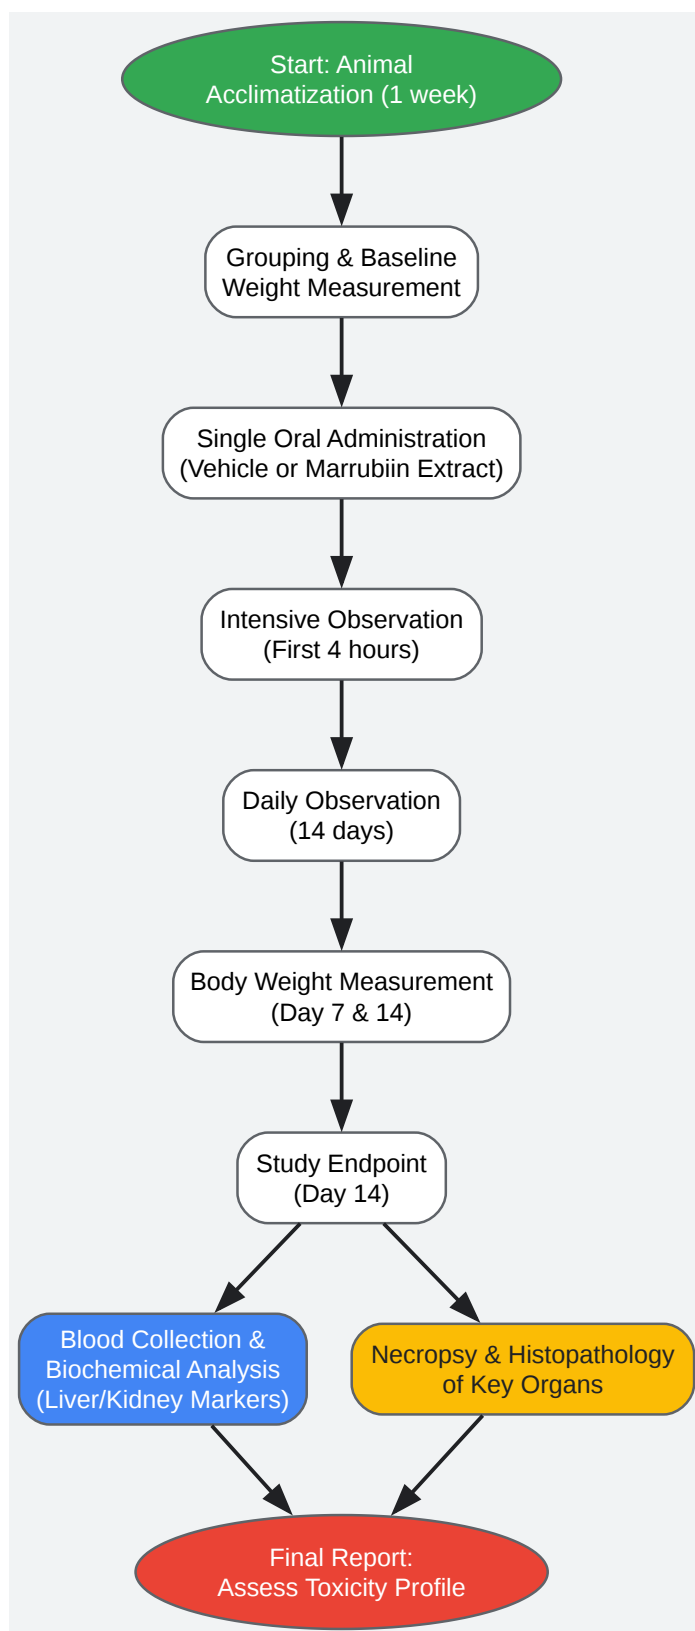 Start: Animal
Acclimatization (1 week)
Grouping & Baseline
Weight Measurement
Single Oral Administration
(Vehicle or Marrubiin Extract)
Intensive Observation
(First 4 hours)
Daily Observation
(14 days)
Body Weight Measurement
(Day 7 & 14)
Study Endpoint
(Day 14)
Blood Collection &
Biochemical Analysis
(Liver/Kidney Markers)
Necropsy & Histopathology
of Key Organs
Final Report:
Assess Toxicity Profile